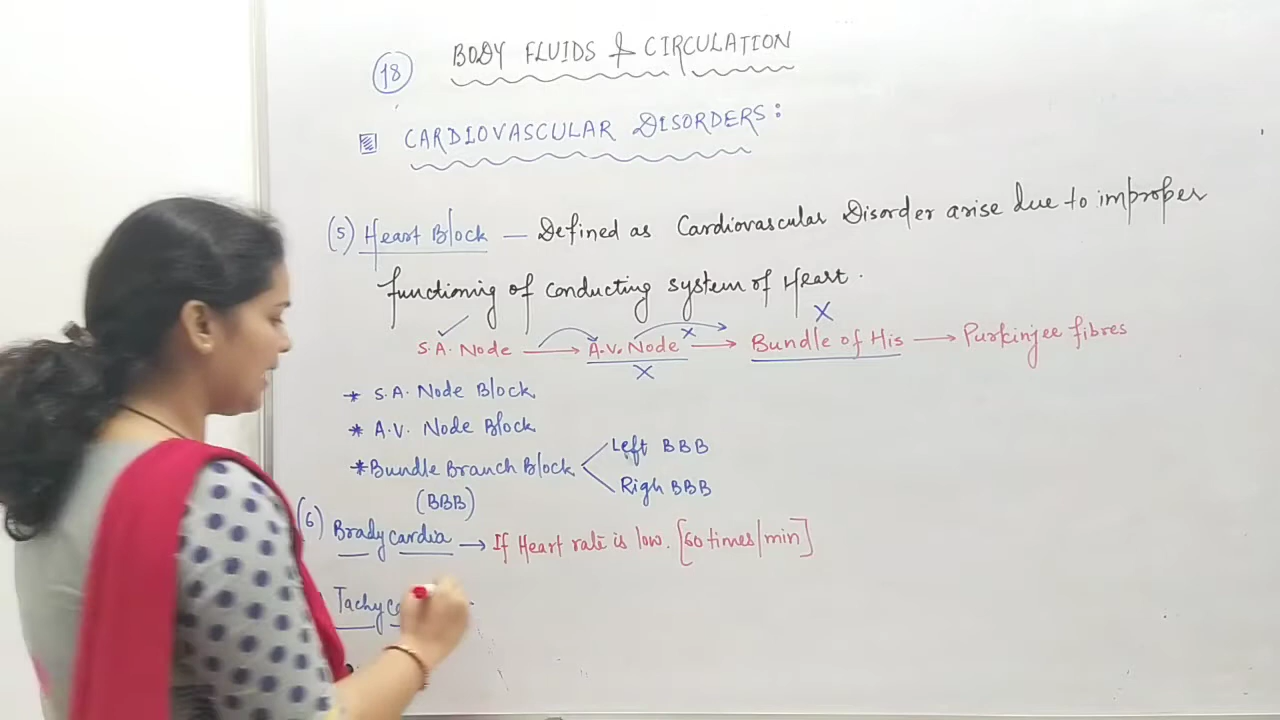 18 BODY FLUIDS & CIRCULATION
CARDIOVASCULAR DISORDERS:
(5) Heart Block — Defined as Cardiovascular Disorder arise due to improper
functioning of conducting system of Heart.
S.A. Node → A.V. Node → Bundle of His → Purkinjee fibres
* S.A. Node Block
* A.V. Node Block
* Bundle Branch Block
(BBB)
Left BBB
Righ BBB
(6) Bradycardia → If Heart rate is low. [60 times/min]